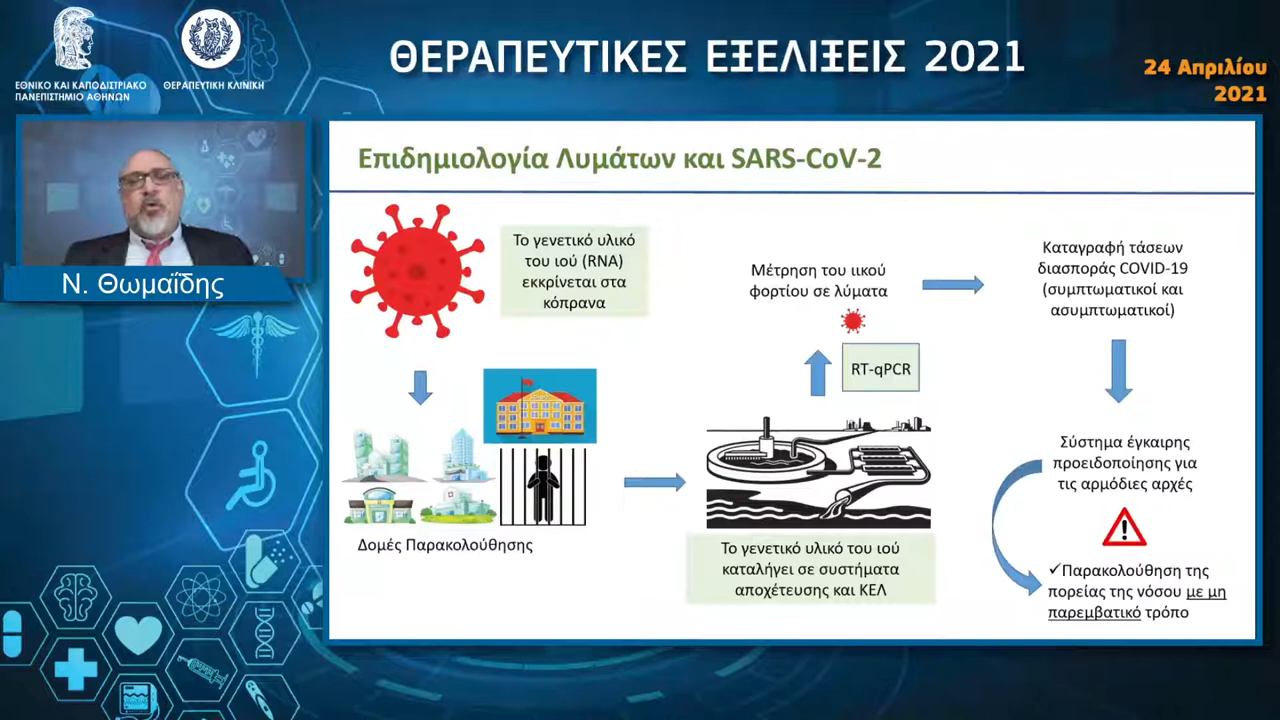 ΕΘΝΙΚΟ ΚΑΙ ΚΑΠΟΔΙΣΤΡΙΑΚΟ
ΠΑΝΕΠΙΣΤΗΜΙΟ ΑΘΗΝΩΝ
ΘΕΡΑΠΕΥΤΙΚΗ ΚΛΙΝΙΚΗ
ΘΕΡΑΠΕΥΤΙΚΕΣ ΕΞΕΛΙΞΕΙΣ 2021
24 Απριλίου
2021
Ν. Θωμαΐδης
Επιδημιολογία Λυμάτων και SARS-CoV-2
Το γενετικό υλικό
του ιού (RNA)
εκκρίνεται στα
κόπρανα
Δομές Παρακολούθησης
Μέτρηση του ιικού
φορτίου σε λύματα
RT-qPCR
Το γενετικό υλικό του ιού
καταλήγει σε συστήματα
αποχέτευσης και ΚΕΛ
Καταγραφή τάσεων
διασποράς COVID-19
(συμπτωματικοί και
ασυμπτωματικοί)
Σύστημα έγκαιρης
προειδοποίησης για
τις αρμόδιες αρχές
✓Παρακολούθηση της
πορείας της νόσου με μη
παρεμβατικό τρόπο